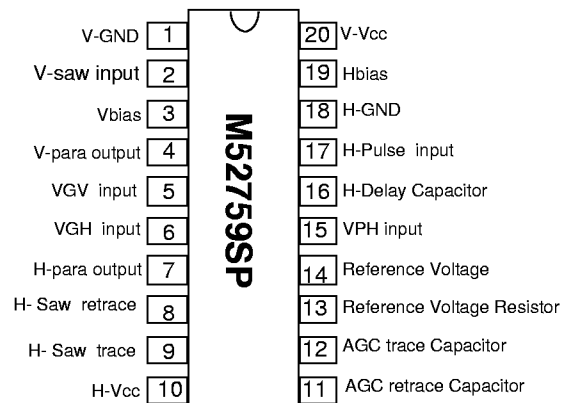 V-GND 1 20 V-Vcc
V-saw input 2 19 Hbias
Vbias 3 18 H-GND
V-para output 4 17 H-Pulse input
VGV input 5 16 H-Delay Capacitor
VGH input 6 15 VPH input
H-para output 7 14 Reference Voltage
H- Saw retrace 8 13 Reference Voltage Resistor
H- Saw trace 9 12 AGC trace Capacitor
H-Vcc 10 11 AGC retrace Capacitor
M52759SP